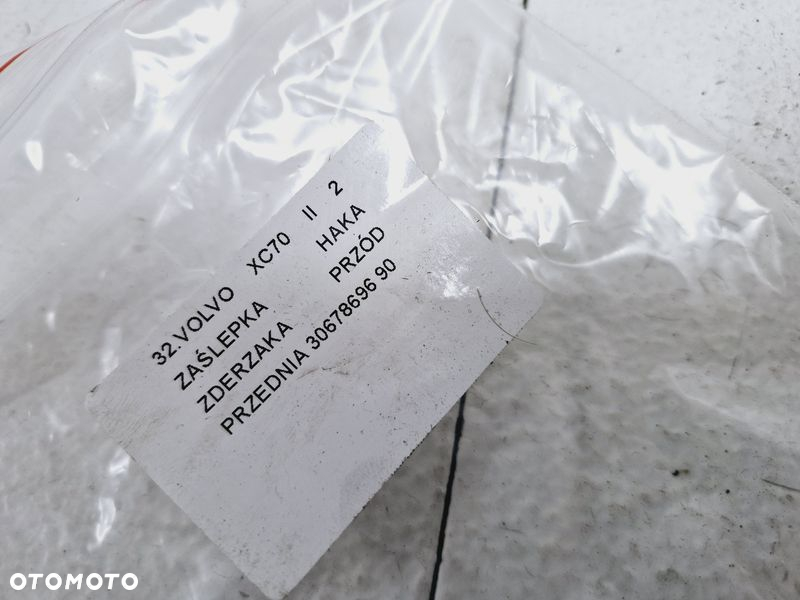 32.VOLVO XC70 II 2
ZAŚLEPKA HAKA
ZDERZAKA PRZÓD
PRZEDNIA 30678696 90
OTOMOTO